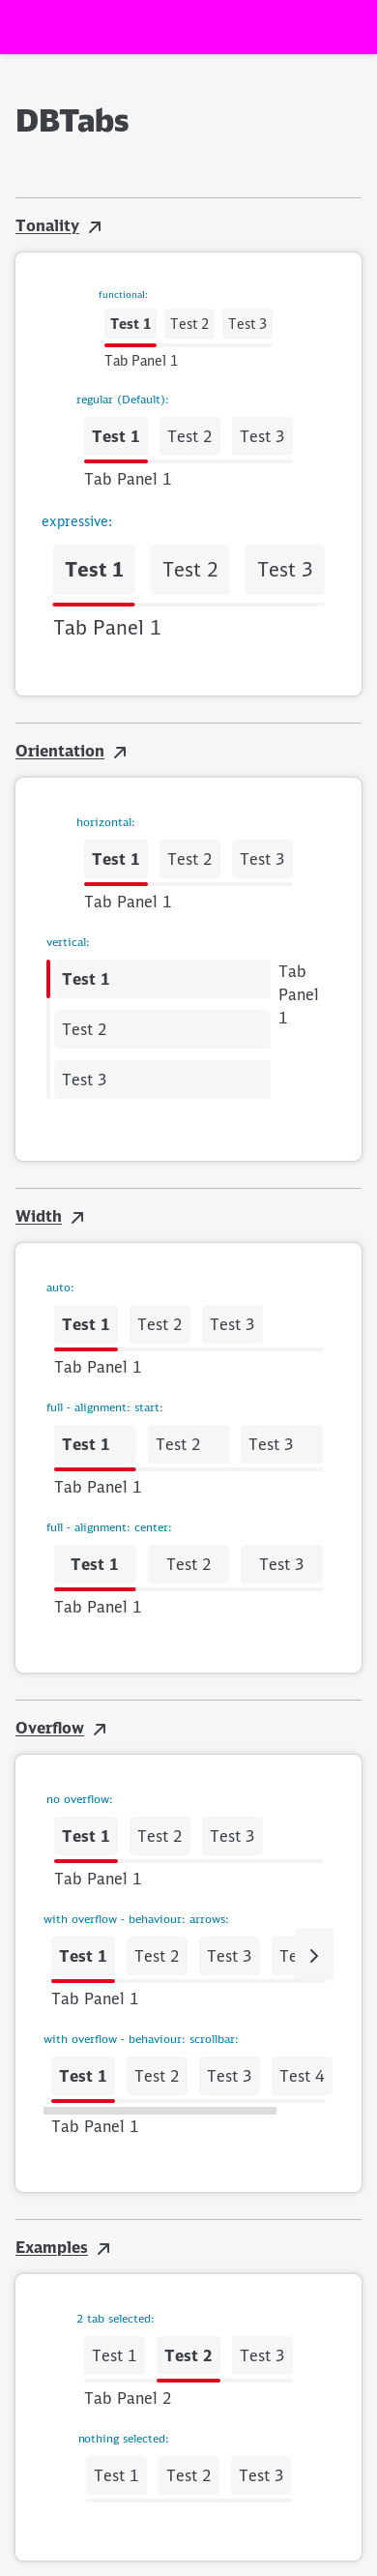 DBTabs
Tonality
functional:
Test 1 Test 2 Test 3
Tab Panel 1
regular (Default):
Test 1 Test 2 Test 3
Tab Panel 1
expressive:
Test 1 Test 2 Test 3
Tab Panel 1
Orientation
horizontal:
Test 1 Test 2 Test 3
Tab Panel 1
vertical:
Test 1
Test 2
Test 3
Tab
Panel
1
Width
auto:
Test 1 Test 2 Test 3
Tab Panel 1
full - alignment: start:
Test 1 Test 2 Test 3
Tab Panel 1
full - alignment: center:
Test 1 Test 2 Test 3
Tab Panel 1
Overflow
no overflow:
Test 1 Test 2 Test 3
Tab Panel 1
with overflow - behaviour: arrows:
Test 1 Test 2 Test 3 Te
Tab Panel 1
with overflow - behaviour: scrollbar:
Test 1 Test 2 Test 3 Test 4
Tab Panel 1
Examples
2 tab selected:
Test 1 Test 2 Test 3
Tab Panel 2
nothing selected:
Test 1 Test 2 Test 3